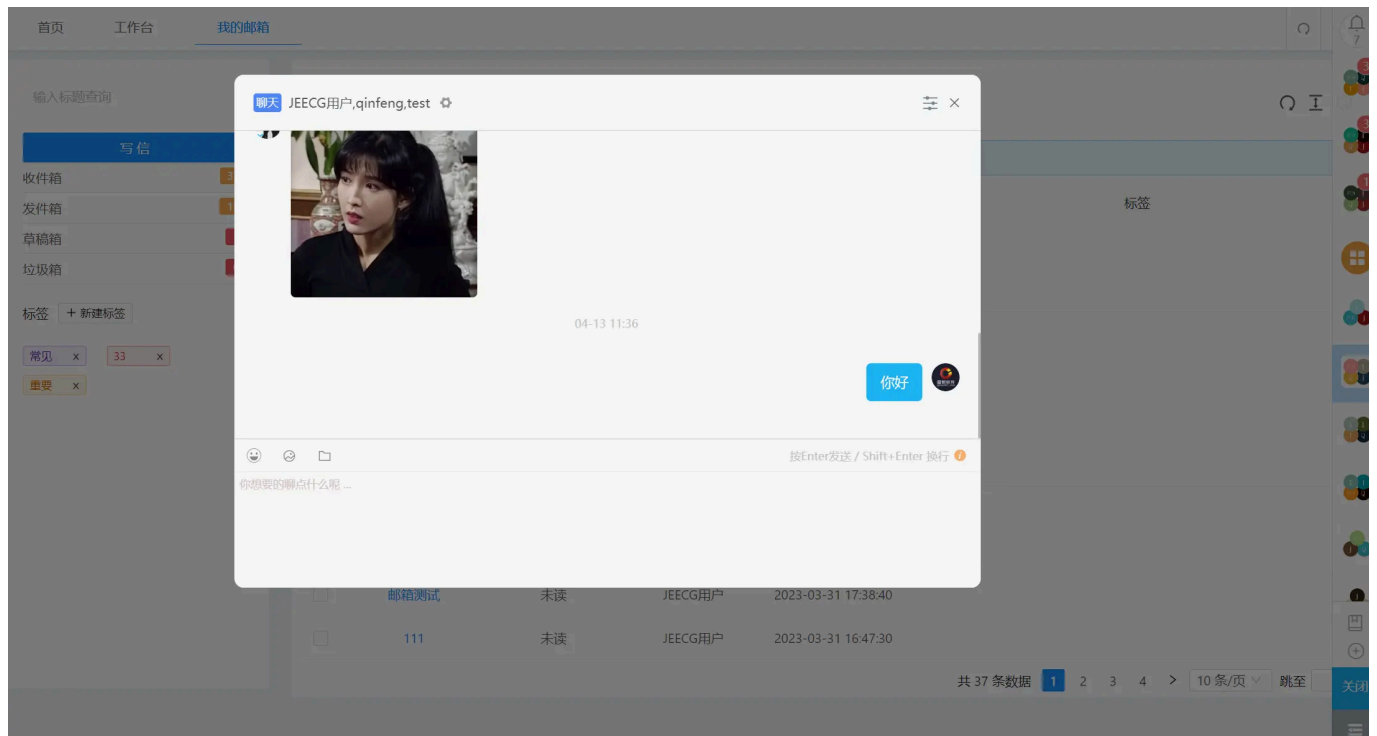 首页 工作台 我的邮箱
7
输入标题查询
写信
收件箱
发件箱
草稿箱
垃圾箱
标签 + 新建标签
常见 x 33 x
重要 x
聊天 JEECG用户,qinfeng,test
04-13 11:36
你好
按Enter发送 / Shift+Enter 换行
你想要的聊点什么呢 ...
标签
邮箱测试 未读 JEECG用户 2023-03-31 17:38:40
111 未读 JEECG用户 2023-03-31 16:47:30
共 37 条数据 1 2 3 4 > 10 条/页 跳至
关闭